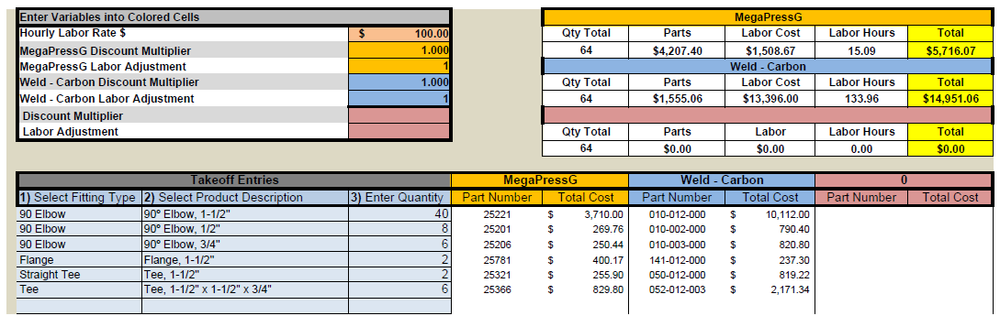 Enter Variables into Colored Cells
Hourly Labor Rate $ $ 100.00
MegaPressG Discount Multiplier 1.000
MegaPressG Labor Adjustment 1
Weld - Carbon Discount Multiplier 1.000
Weld - Carbon Labor Adjustment 1
Discount Multiplier
Labor Adjustment
MegaPressG
Qty Total Parts Labor Cost Labor Hours Total
64 $4,207.40 $1,508.67 15.09 $5,716.07
Weld - Carbon
Qty Total Parts Labor Cost Labor Hours Total
64 $1,555.06 $13,396.00 133.96 $14,951.06
Qty Total Parts Labor Labor Hours Total
64 $0.00 $0.00 0.00 $0.00
Takeoff Entries MegaPressG Weld - Carbon 0
1) Select Fitting Type 2) Select Product Description 3) Enter Quantity Part Number Total Cost Part Number Total Cost Part Number Total Cost
90 Elbow 90º Elbow, 1-1/2" 40 25221 $ 3,710.00 010-012-000 $ 10,112.00
90 Elbow 90º Elbow, 1/2" 8 25201 $ 269.76 010-002-000 $ 790.40
90 Elbow 90º Elbow, 3/4" 6 25206 $ 250.44 010-003-000 $ 820.80
Flange Flange, 1-1/2" 2 25781 $ 400.17 141-012-000 $ 237.30
Straight Tee Tee, 1-1/2" 2 25321 $ 255.90 050-012-000 $ 819.22
Tee Tee, 1-1/2" x 1-1/2" x 3/4" 6 25366 $ 829.80 052-012-003 $ 2,171.34